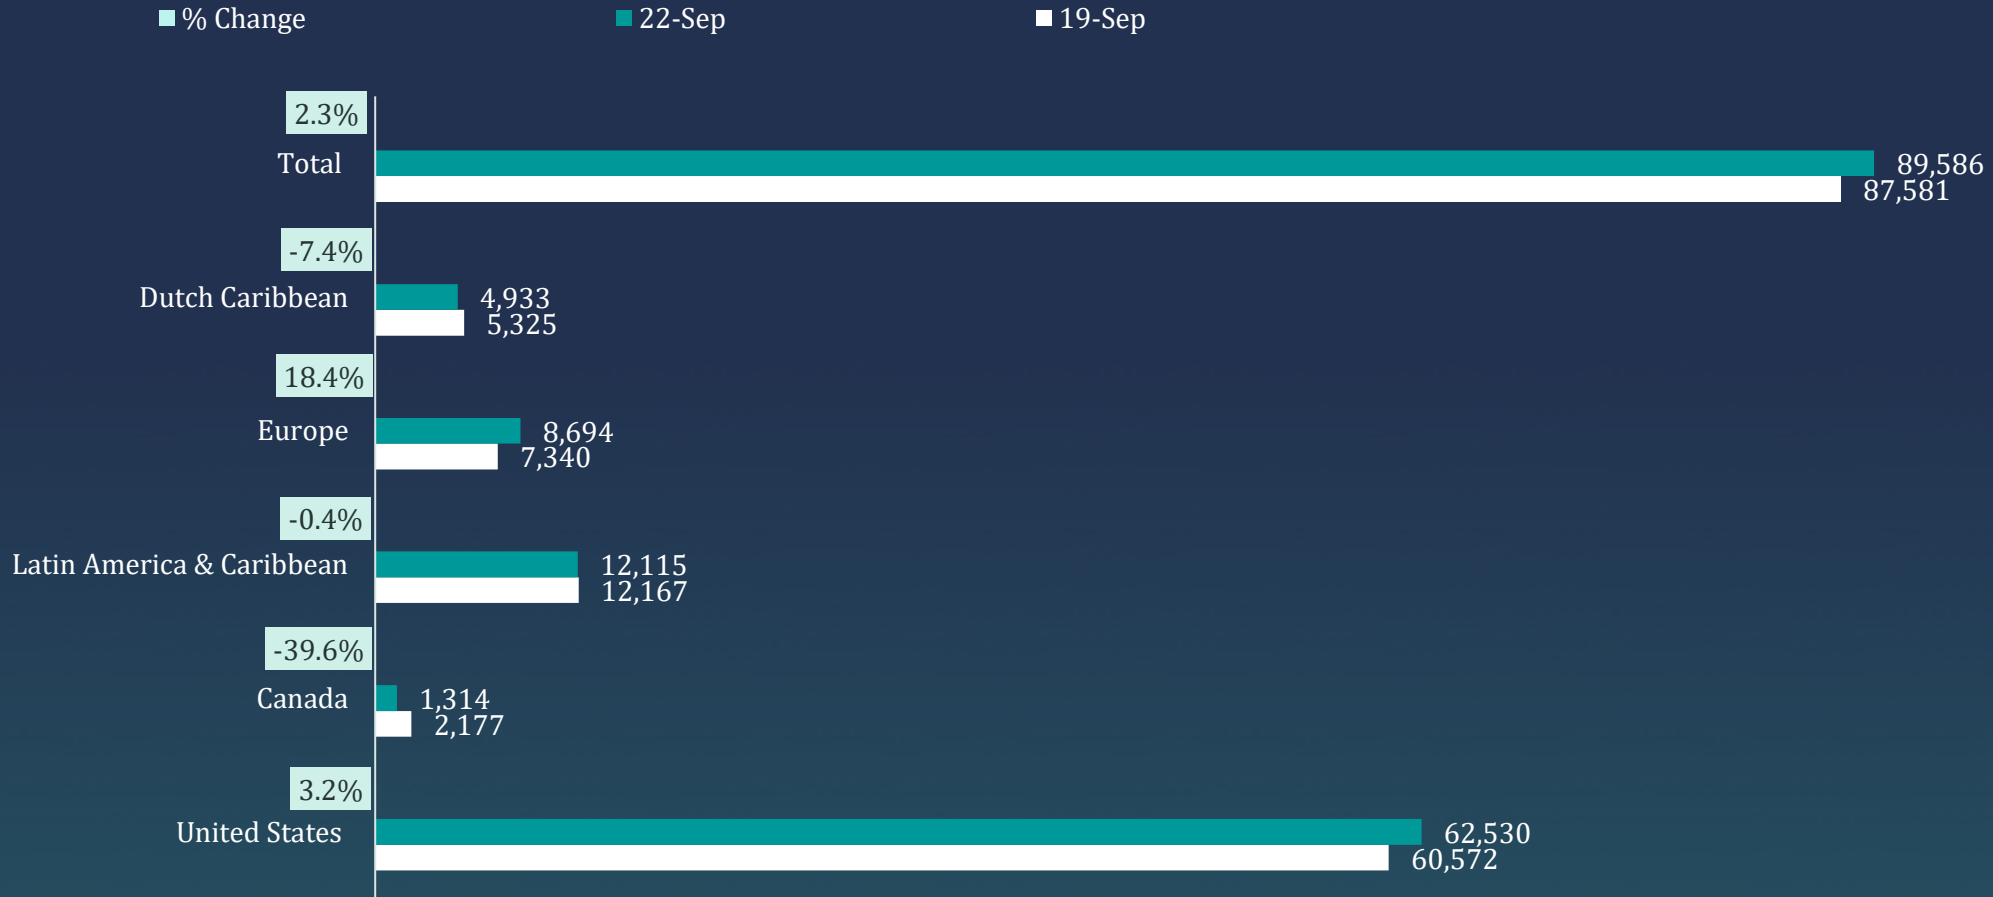 % Change 22-Sep 19-Sep
2.3%
Total 89,586
87,581
-7.4%
Dutch Caribbean 4,933
5,325
18.4%
Europe 8,694
7,340
-0.4%
Latin America & Caribbean 12,115
12,167
-39.6%
Canada 1,314
2,177
3.2%
United States 62,530
60,572